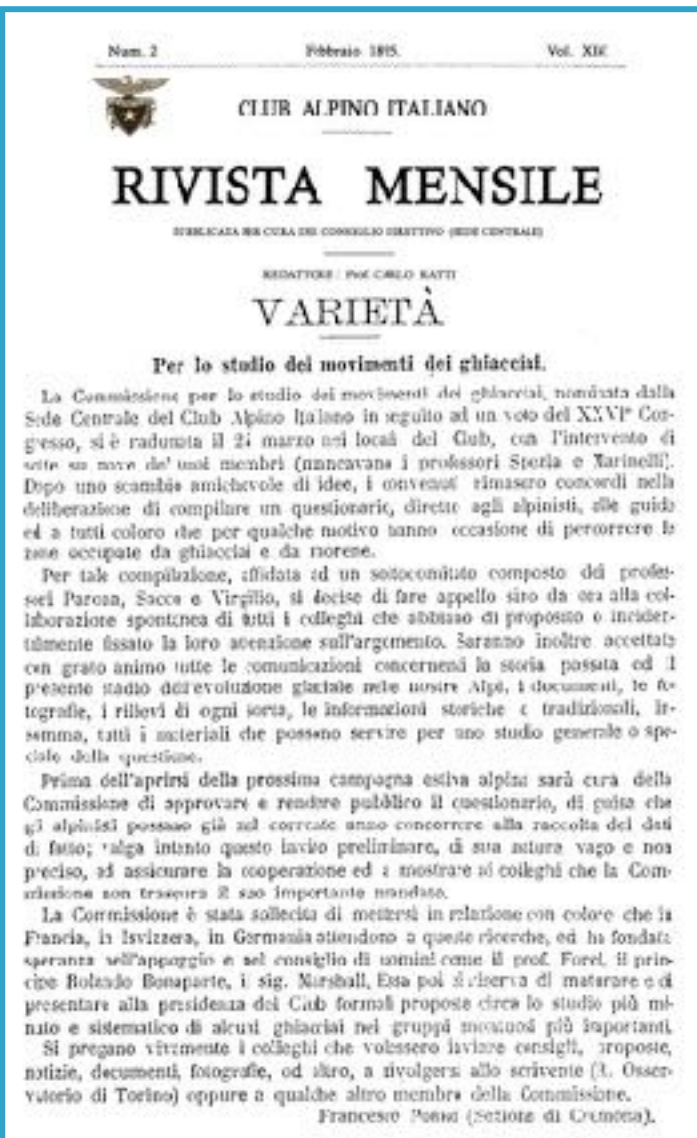 Num. 2 Febbraio 1895. Vol. XIV
CLUB ALPINO ITALIANO
RIVISTA MENSILE
PUBBLICATA PER CURA DEL CONSIGLIO DIRETTIVO (SEDE CENTRALE)
REDATTORE: Prof. CARLO RATTI
VARIETÀ
Per lo studio dei movimenti dei ghiacciai.
La Commissione per lo studio dei movimenti dei ghiacciai, nominata dalla
Sede Centrale del Club Alpino Italiano in seguito ad un voto del XXVI° Con-
gresso, si è radunata il 24 marzo nei locali del Club, con l'intervento di
sette su nove de' suoi membri (mancavano i professori Spezia e Marinelli).
Dopo uno scambio amichevole di idee, i convenuti rimasero concordi nella
deliberazione di compilare un questionario, diretto agli alpinisti, alle guide
ed a tutti coloro che per qualche motivo hanno occasione di percorrere le
zone occupate da ghiacciai e da morene.
Per tale compilazione, affidata ad un sottocomitato composto dei profes-
sori Parona, Sacco e Virgilio, si decise di fare appello sino da ora alla col-
laborazione spontanea di tutti i colleghi che abbiano di proposito o inciden-
talmente fissato la loro attenzione sull'argomento. Saranno inoltre accettate
con grato animo tutte le comunicazioni concernenti la storia passata ed il
presente stadio dell'evoluzione glaciale nelle nostre Alpi, i documenti, le fo-
tografie, i rilievi di ogni sorta, le informazioni storiche e tradizionali, in-
somma, tutti i materiali che possono servire per uno studio generale o spe-
ciale della questione.
Prima dell'aprirsi della prossima campagna estiva alpina sarà cura della
Commissione di approvare e rendere pubblico il questionario, di guisa che
gli alpinisti possano già nel corrente anno concorrere alla raccolta dei dati
di fatto; valga intanto questo invito preliminare, di sua natura vago e non
preciso, ad assicurare la cooperazione ed a mostrare ai colleghi che la Com-
missione non trascura il suo importante mandato.
La Commissione è stata sollecita di mettersi in relazione con coloro che in
Francia, in Isvizzera, in Germania attendono a queste ricerche, ed ha fondata
speranza nell'appoggio e nel consiglio di uomini come il prof. Forel, il prin-
cipe Rolando Bonaparte, il sig. Marshall. Essa poi si riserva di maturare e di
presentare alla presidenza del Club formali proposte circa lo studio più mi-
nuto e sistematico di alcuni ghiacciai nei gruppi montuosi più importanti.
Si pregano vivamente i colleghi che volessero inviare consigli, proposte,
notizie, documenti, fotografie, od altro, a rivolgersi allo scrivente (R. Osser-
vatorio di Torino) oppure a qualche altro membro della Commissione.
Francesco Porro (Sezione di Cremona).